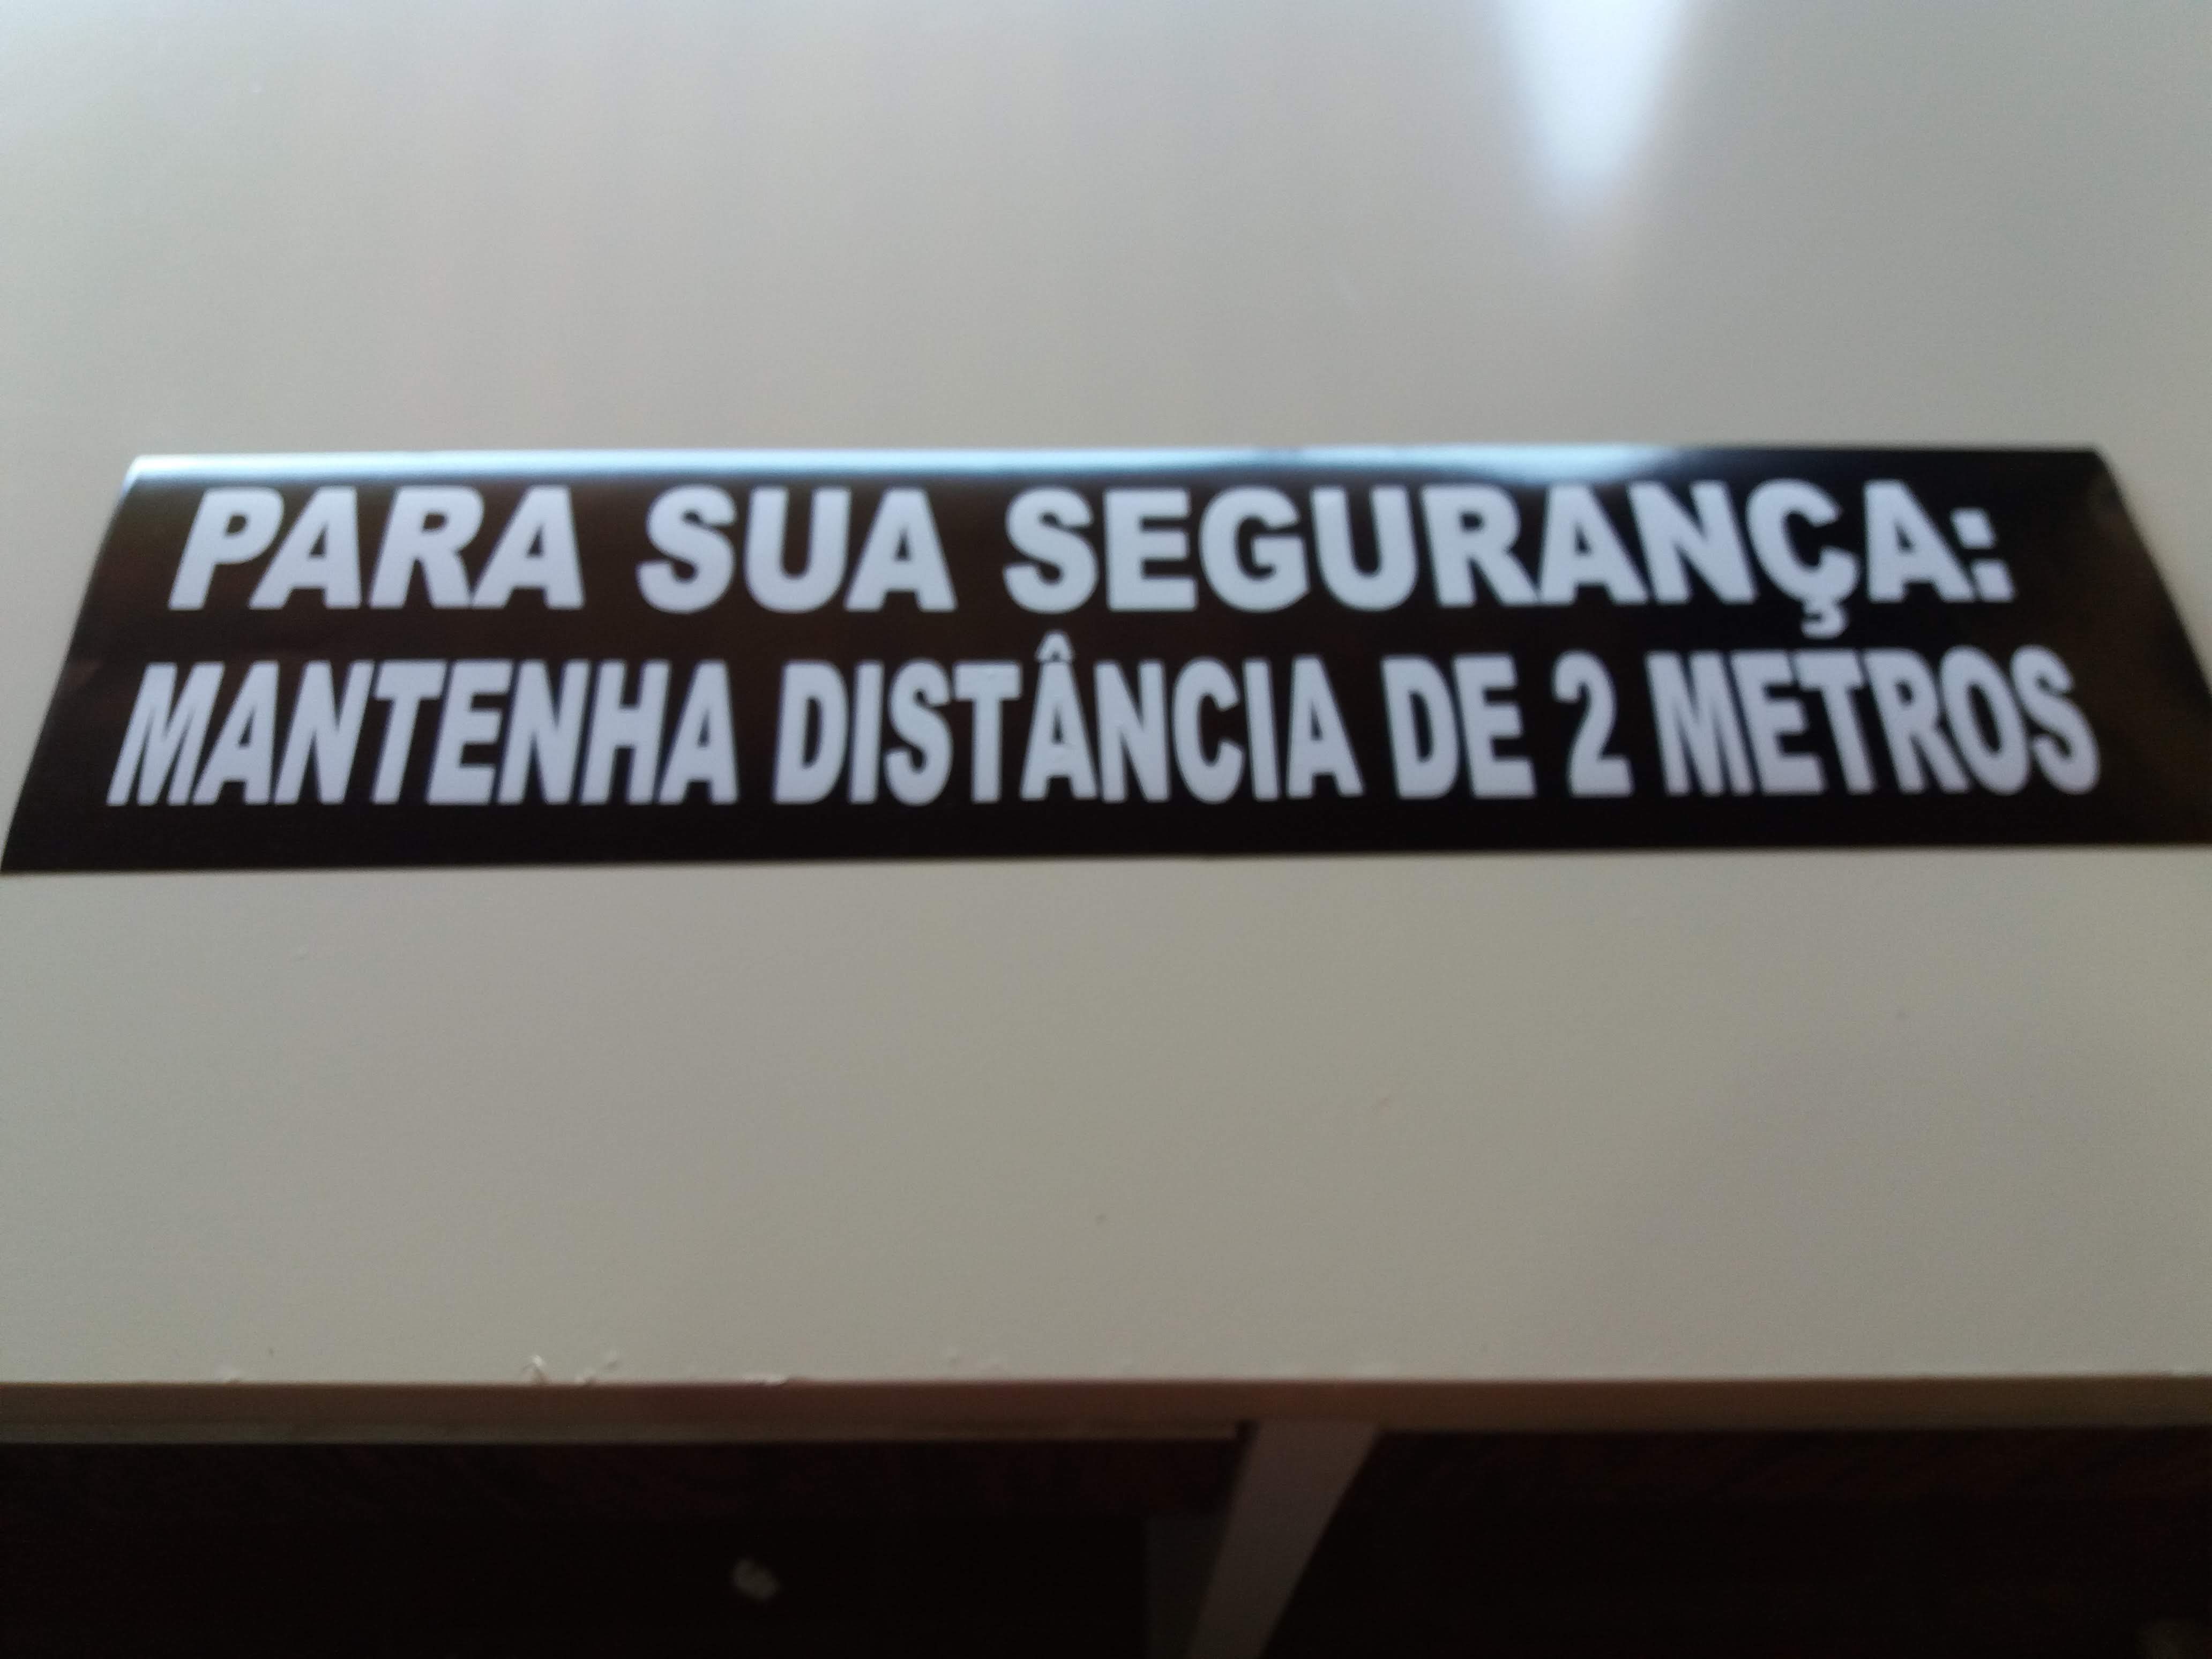 PARA SUA SEGURANÇA:
MANTENHA DISTÂNCIA DE 2 METROS